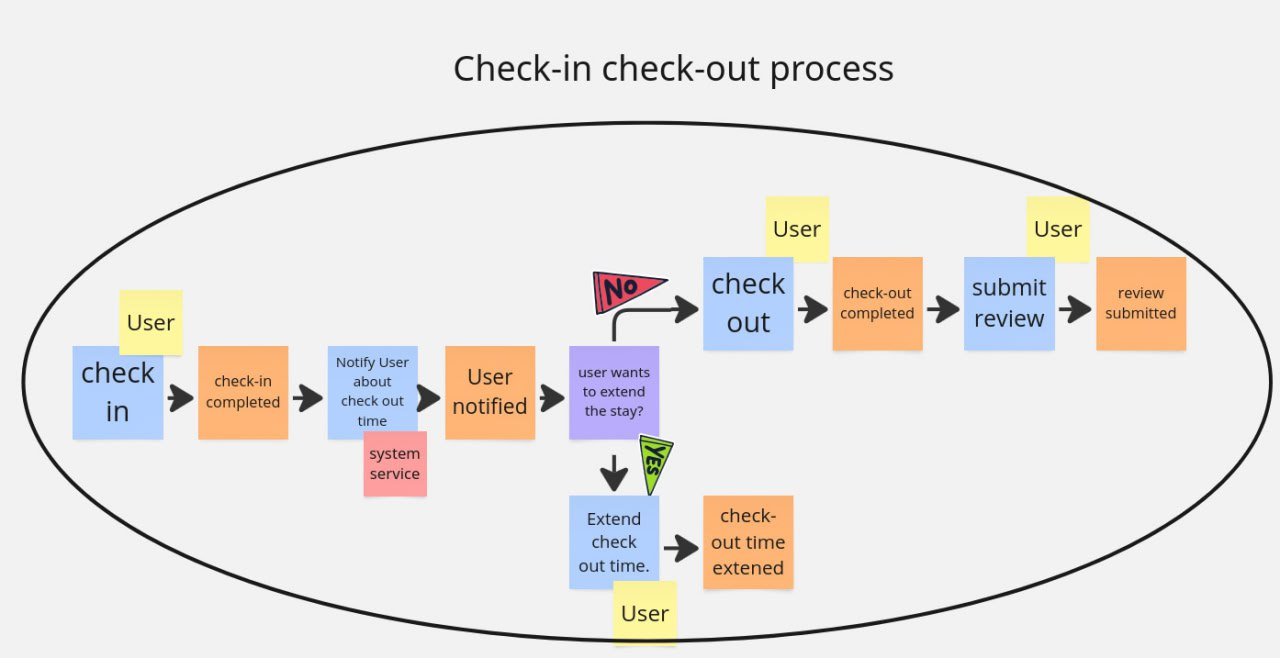 Check-in check-out process
User
check
in
check-in
completed
Notify User
about
check out
time
system
service
User
notified
user wants
to extend
the stay?
No
User
check
out
check-out
completed
User
submit
review
review
submitted
YES
Extend
check
out time.
User
check-
out time
extened